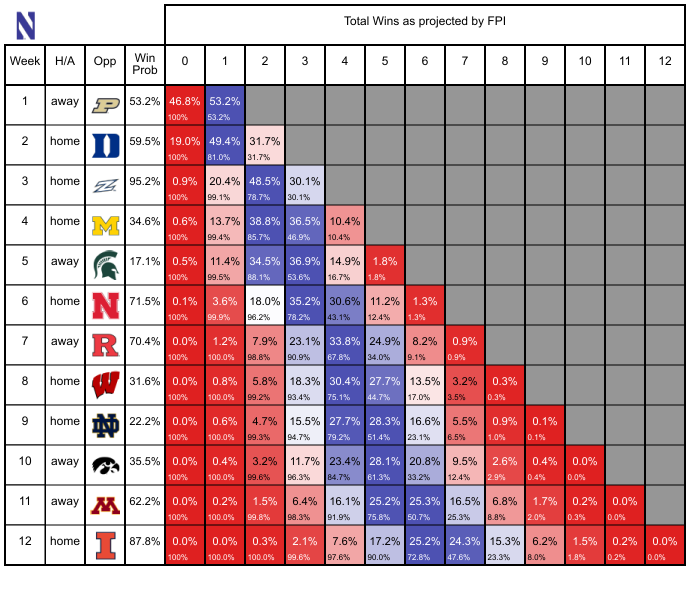 N
Total Wins as projected by FPI
Week H/A Opp Win Prob 0 1 2 3 4 5 6 7 8 9 10 11 12
1 away P 53.2% 46.8% 53.2%
100% 53.2%
2 home D 59.5% 19.0% 49.4% 31.7%
100% 81.0% 31.7%
3 home Z 95.2% 0.9% 20.4% 48.5% 30.1%
100% 99.1% 78.7% 30.1%
4 home M 34.6% 0.6% 13.7% 38.8% 36.5% 10.4%
100% 99.4% 85.7% 46.9% 10.4%
5 away 17.1% 0.5% 11.4% 34.5% 36.9% 14.9% 1.8%
100% 99.5% 88.1% 53.6% 16.7% 1.8%
6 home N 71.5% 0.1% 3.6% 18.0% 35.2% 30.6% 11.2% 1.3%
100% 99.9% 96.2% 78.2% 43.1% 12.4% 1.3%
7 away R 70.4% 0.0% 1.2% 7.9% 23.1% 33.8% 24.9% 8.2% 0.9%
100% 100.0% 98.8% 90.9% 67.8% 34.0% 9.1% 0.9%
8 home W 31.6% 0.0% 0.8% 5.8% 18.3% 30.4% 27.7% 13.5% 3.2% 0.3%
100% 100.0% 99.2% 93.4% 75.1% 44.7% 17.0% 3.5% 0.3%
9 home ND 22.2% 0.0% 0.6% 4.7% 15.5% 27.7% 28.3% 16.6% 5.5% 0.9% 0.1%
100% 100.0% 99.3% 94.7% 79.2% 51.4% 23.1% 6.5% 1.0% 0.1%
10 away 35.5% 0.0% 0.4% 3.2% 11.7% 23.4% 28.1% 20.8% 9.5% 2.6% 0.4% 0.0%
100% 100.0% 99.6% 96.3% 84.7% 61.3% 33.2% 12.4% 2.9% 0.4% 0.0%
11 away M 62.2% 0.0% 0.2% 1.5% 6.4% 16.1% 25.2% 25.3% 16.5% 6.8% 1.7% 0.2% 0.0%
100% 100.0% 99.8% 98.3% 91.9% 75.8% 50.7% 25.3% 8.8% 2.0% 0.3% 0.0%
12 home I 87.8% 0.0% 0.0% 0.3% 2.1% 7.6% 17.2% 25.2% 24.3% 15.3% 6.2% 1.5% 0.2% 0.0%
100% 100.0% 100.0% 99.6% 97.6% 90.0% 72.8% 47.6% 23.3% 8.0% 1.8% 0.2% 0.0%